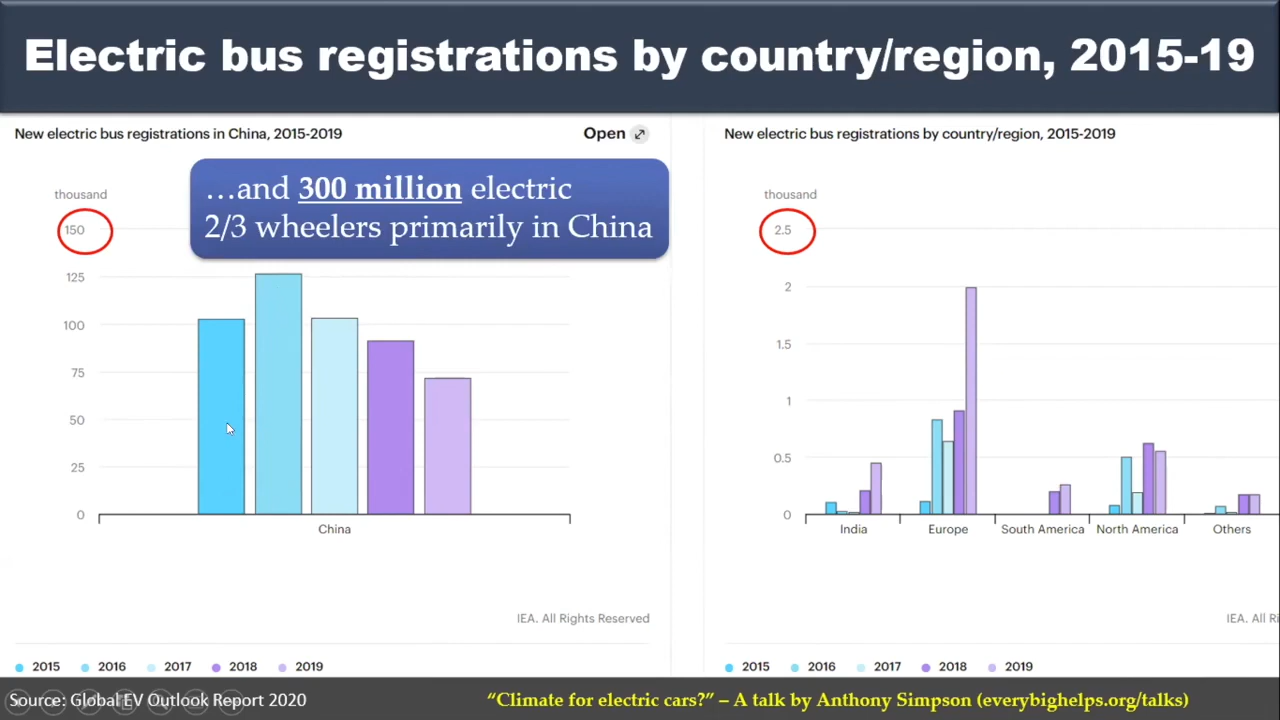 Electric bus registrations by country/region, 2015-19
New electric bus registrations in China, 2015-2019
Open
thousand
…and 300 million electric
2/3 wheelers primarily in China
150
125
100
75
50
25
0
China
IEA. All Rights Reserved
2015 2016 2017 2018 2019
New electric bus registrations by country/region, 2015-2019
thousand
2.5
2
1.5
1
0.5
0
India Europe South America North America Others
IEA. All Ri
2015 2016 2017 2018 2019
Source: Global EV Outlook Report 2020
“Climate for electric cars?” – A talk by Anthony Simpson (everybighelps.org/talks)